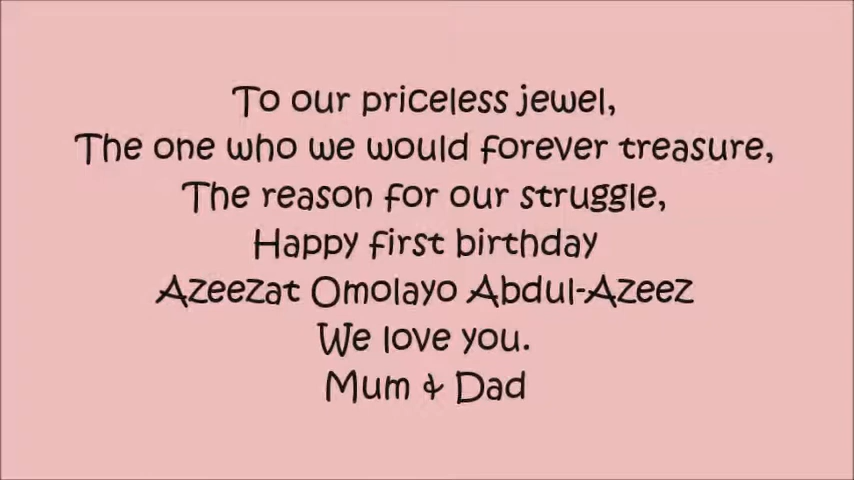 To our priceless jewel,
The one who we would forever treasure,
The reason for our struggle,
Happy first birthday
Azeezat Omolayo Abdul-Azeez
We love you.
Mum & Dad